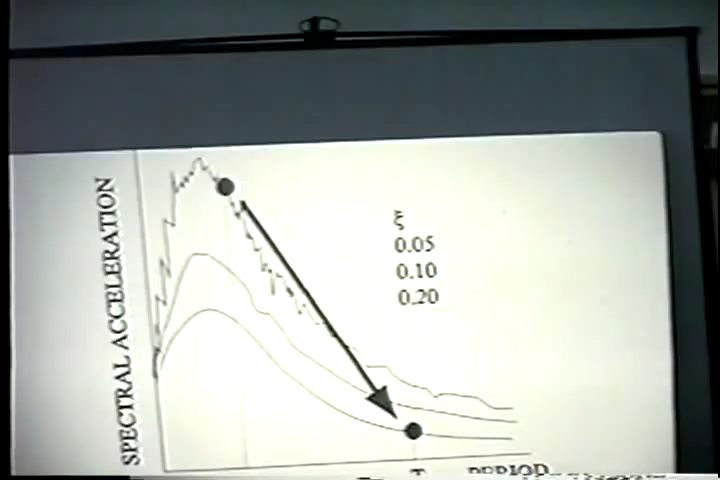 SPECTRAL ACCELERATION
ξ
0.05
0.10
0.20
PERIOD